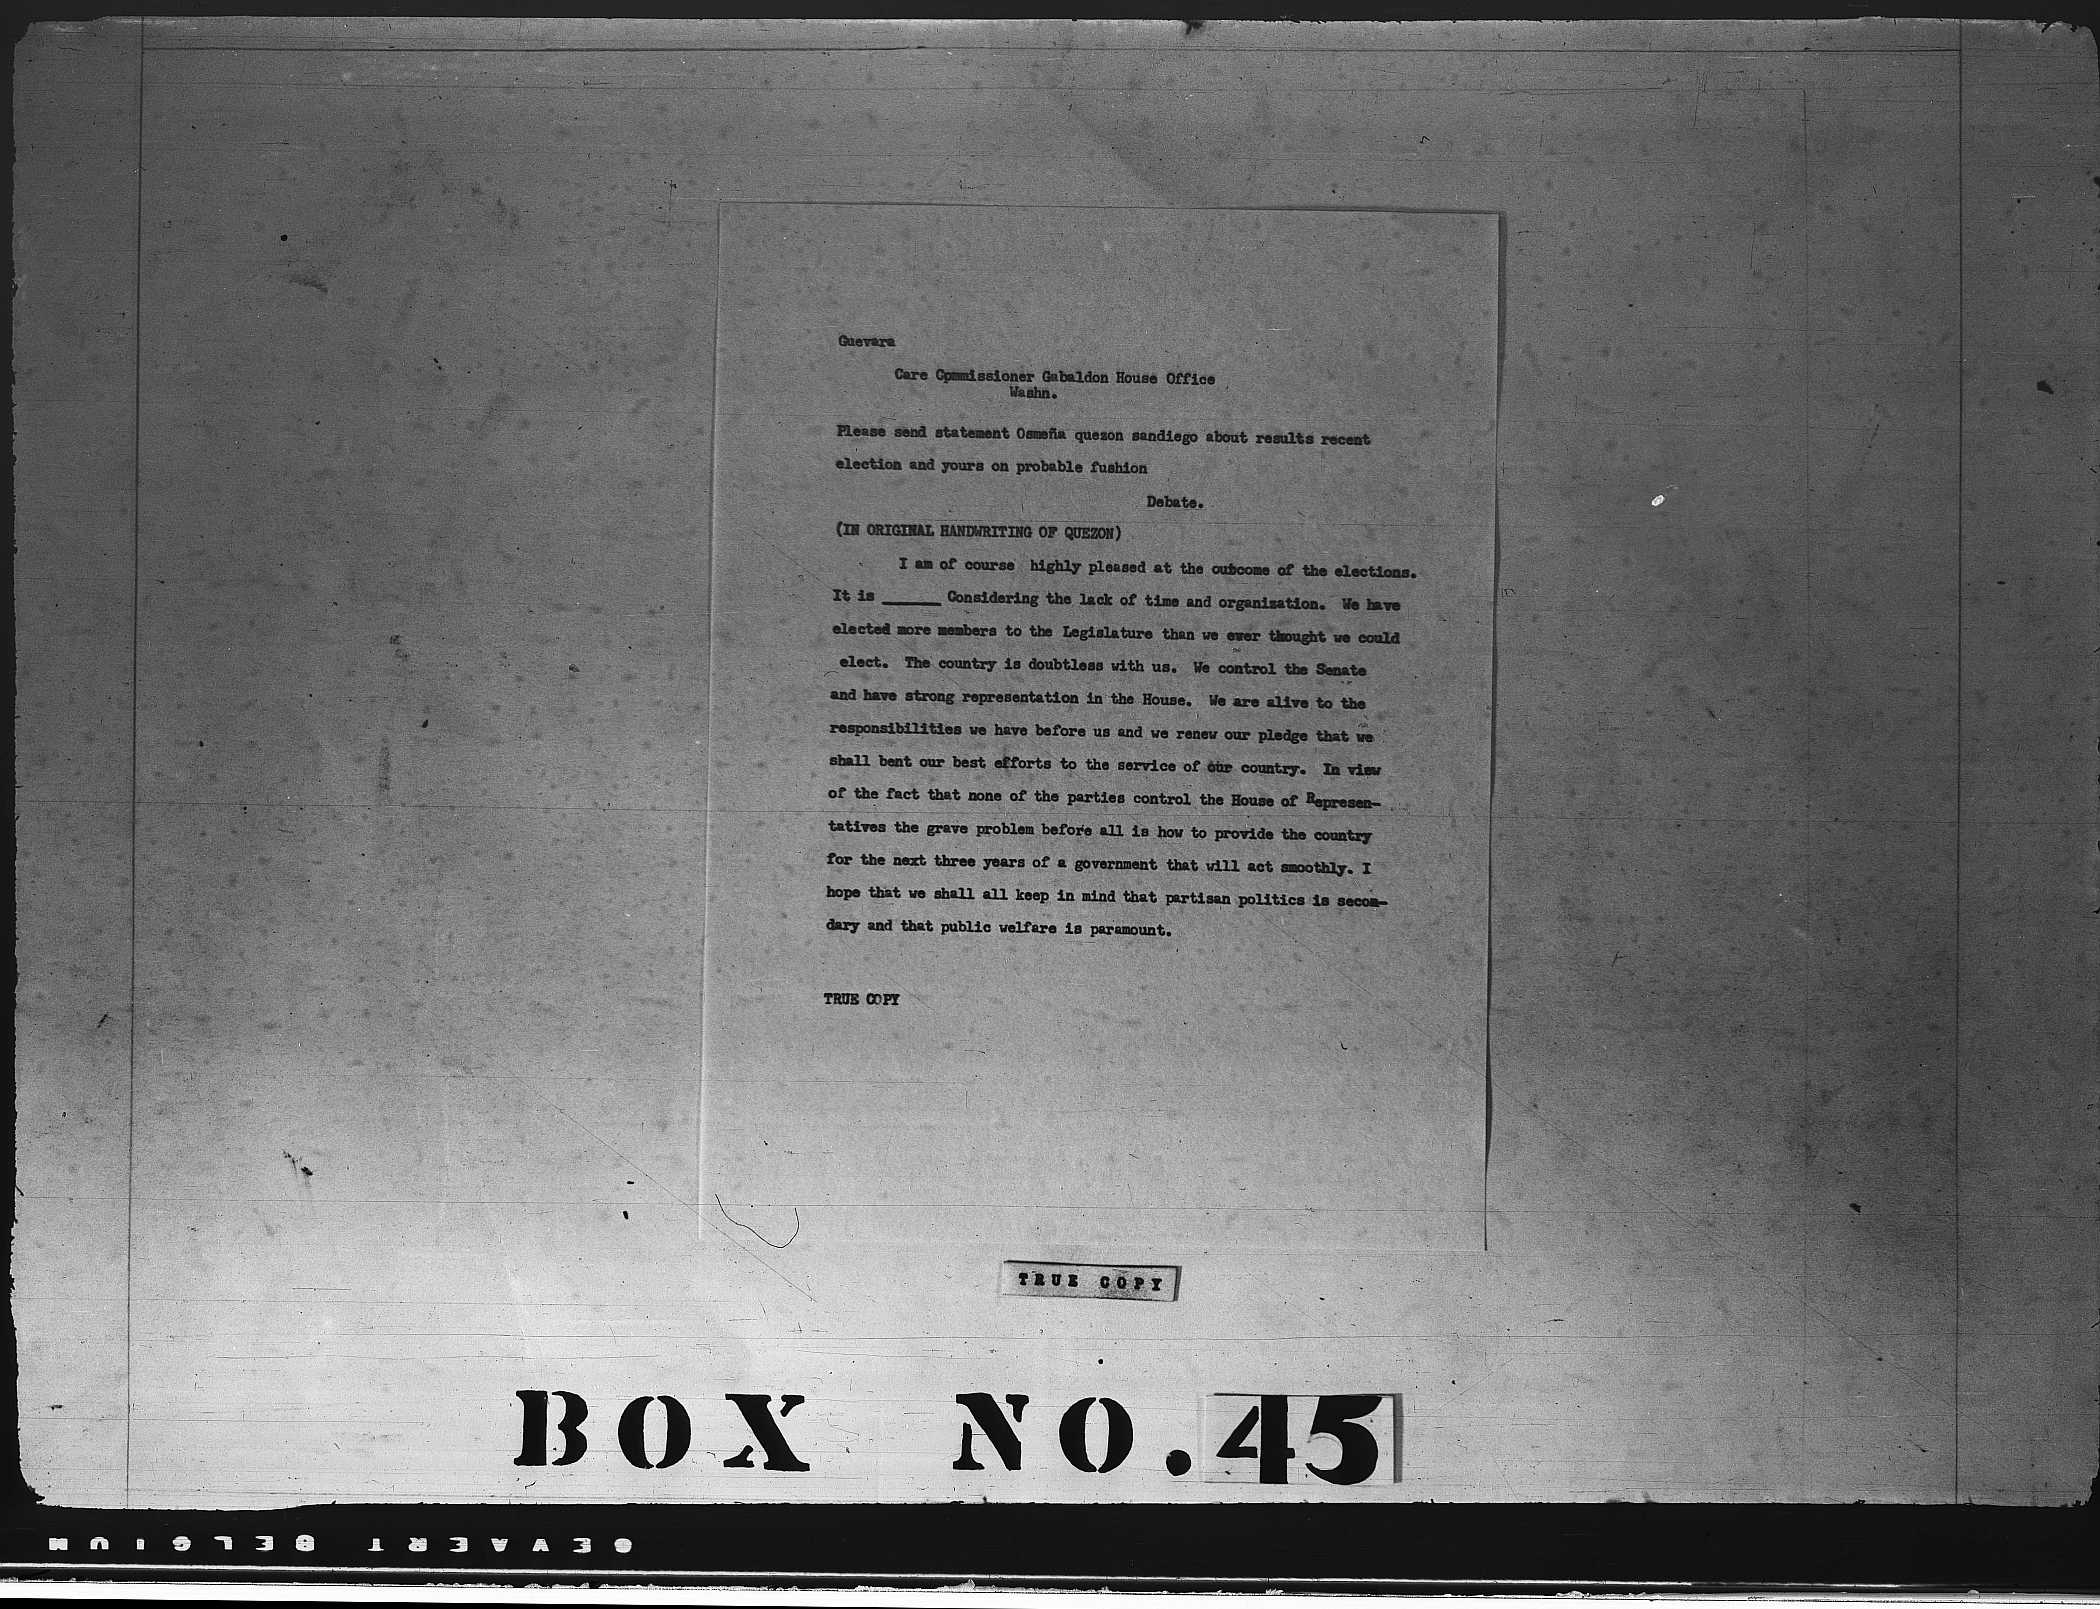 Guevara
Care Commissioner Gabaldon House Office
Washn.
Please send statement Osmeña quezon sandiego about results recent
election and yours on probable fushion
Debate.
(IN ORIGINAL HANDWRITING OF QUEZON)
I am of course highly pleased at the outcome of the elections.
It is ______ Considering the lack of time and organization. We have
elected more members to the Legislature than we ever thought we could
elect. The country is doubtless with us. We control the Senate
and have strong representation in the House. We are alive to the
responsibilities we have before us and we renew our pledge that we
shall bent our best efforts to the service of our country. In view
of the fact that none of the parties control the House of Represen-
tatives the grave problem before all is how to provide the country
for the next three years of a government that will act smoothly. I
hope that we shall all keep in mind that partisan politics is secon-
dary and that public welfare is paramount.
TRUE COPY
TRUE COPY
BOX NO. 45
GEVAERT BELGIUM